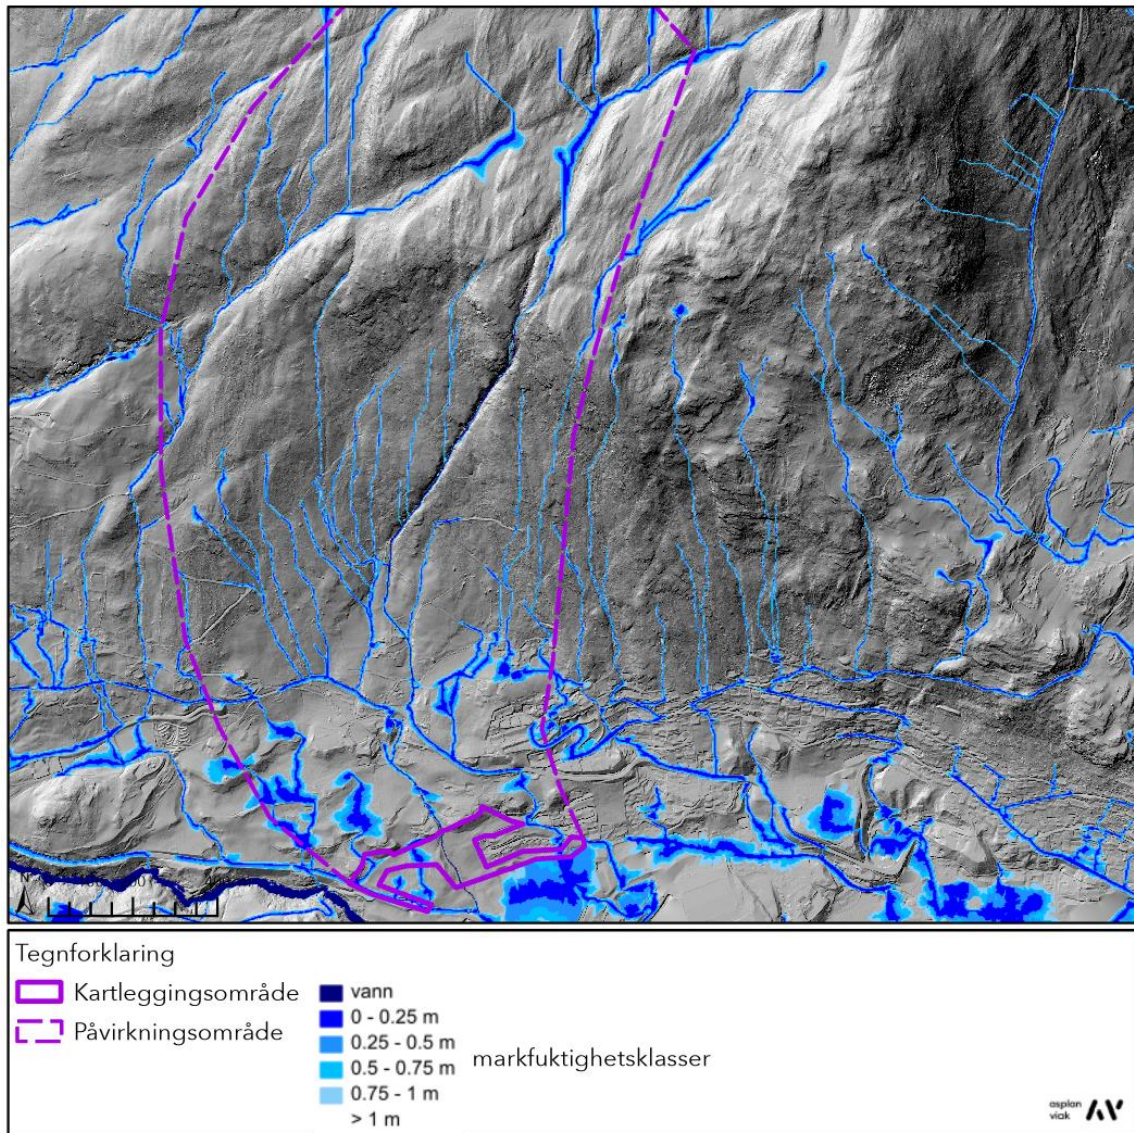 Tegnforklaring
Kartleggingsområde
Påvirkningsområde
vann
0 - 0.25 m
0.25 - 0.5 m
0.5 - 0.75 m
0.75 - 1 m
> 1 m
markfuktighetsklasser
asplan
viak